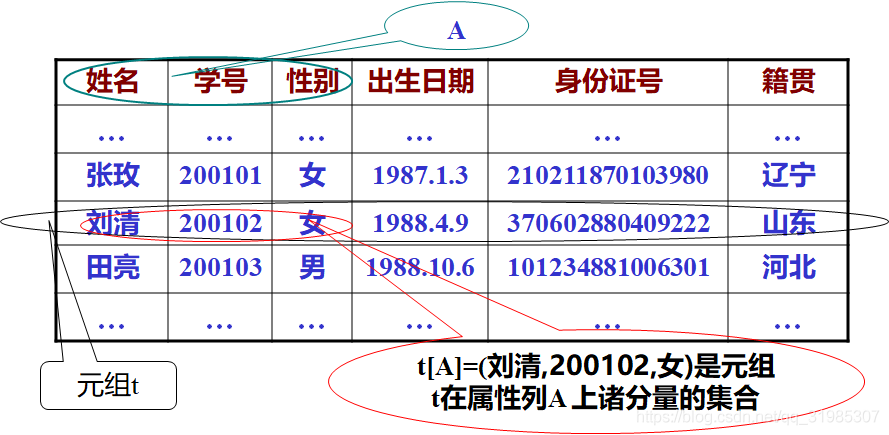 A
姓名 学号 性别 出生日期 身份证号 籍贯
… … … … … …
张玫 200101 女 1987.1.3 210211870103980 辽宁
刘清 200102 女 1988.4.9 370602880409222 山东
田亮 200103 男 1988.10.6 101234881006301 河北
… … … … … …
元组t
t[A]=(刘清,200102,女)是元组
t在属性列A上诸分量的集合
https://blog.csdn.net/qq_31985307